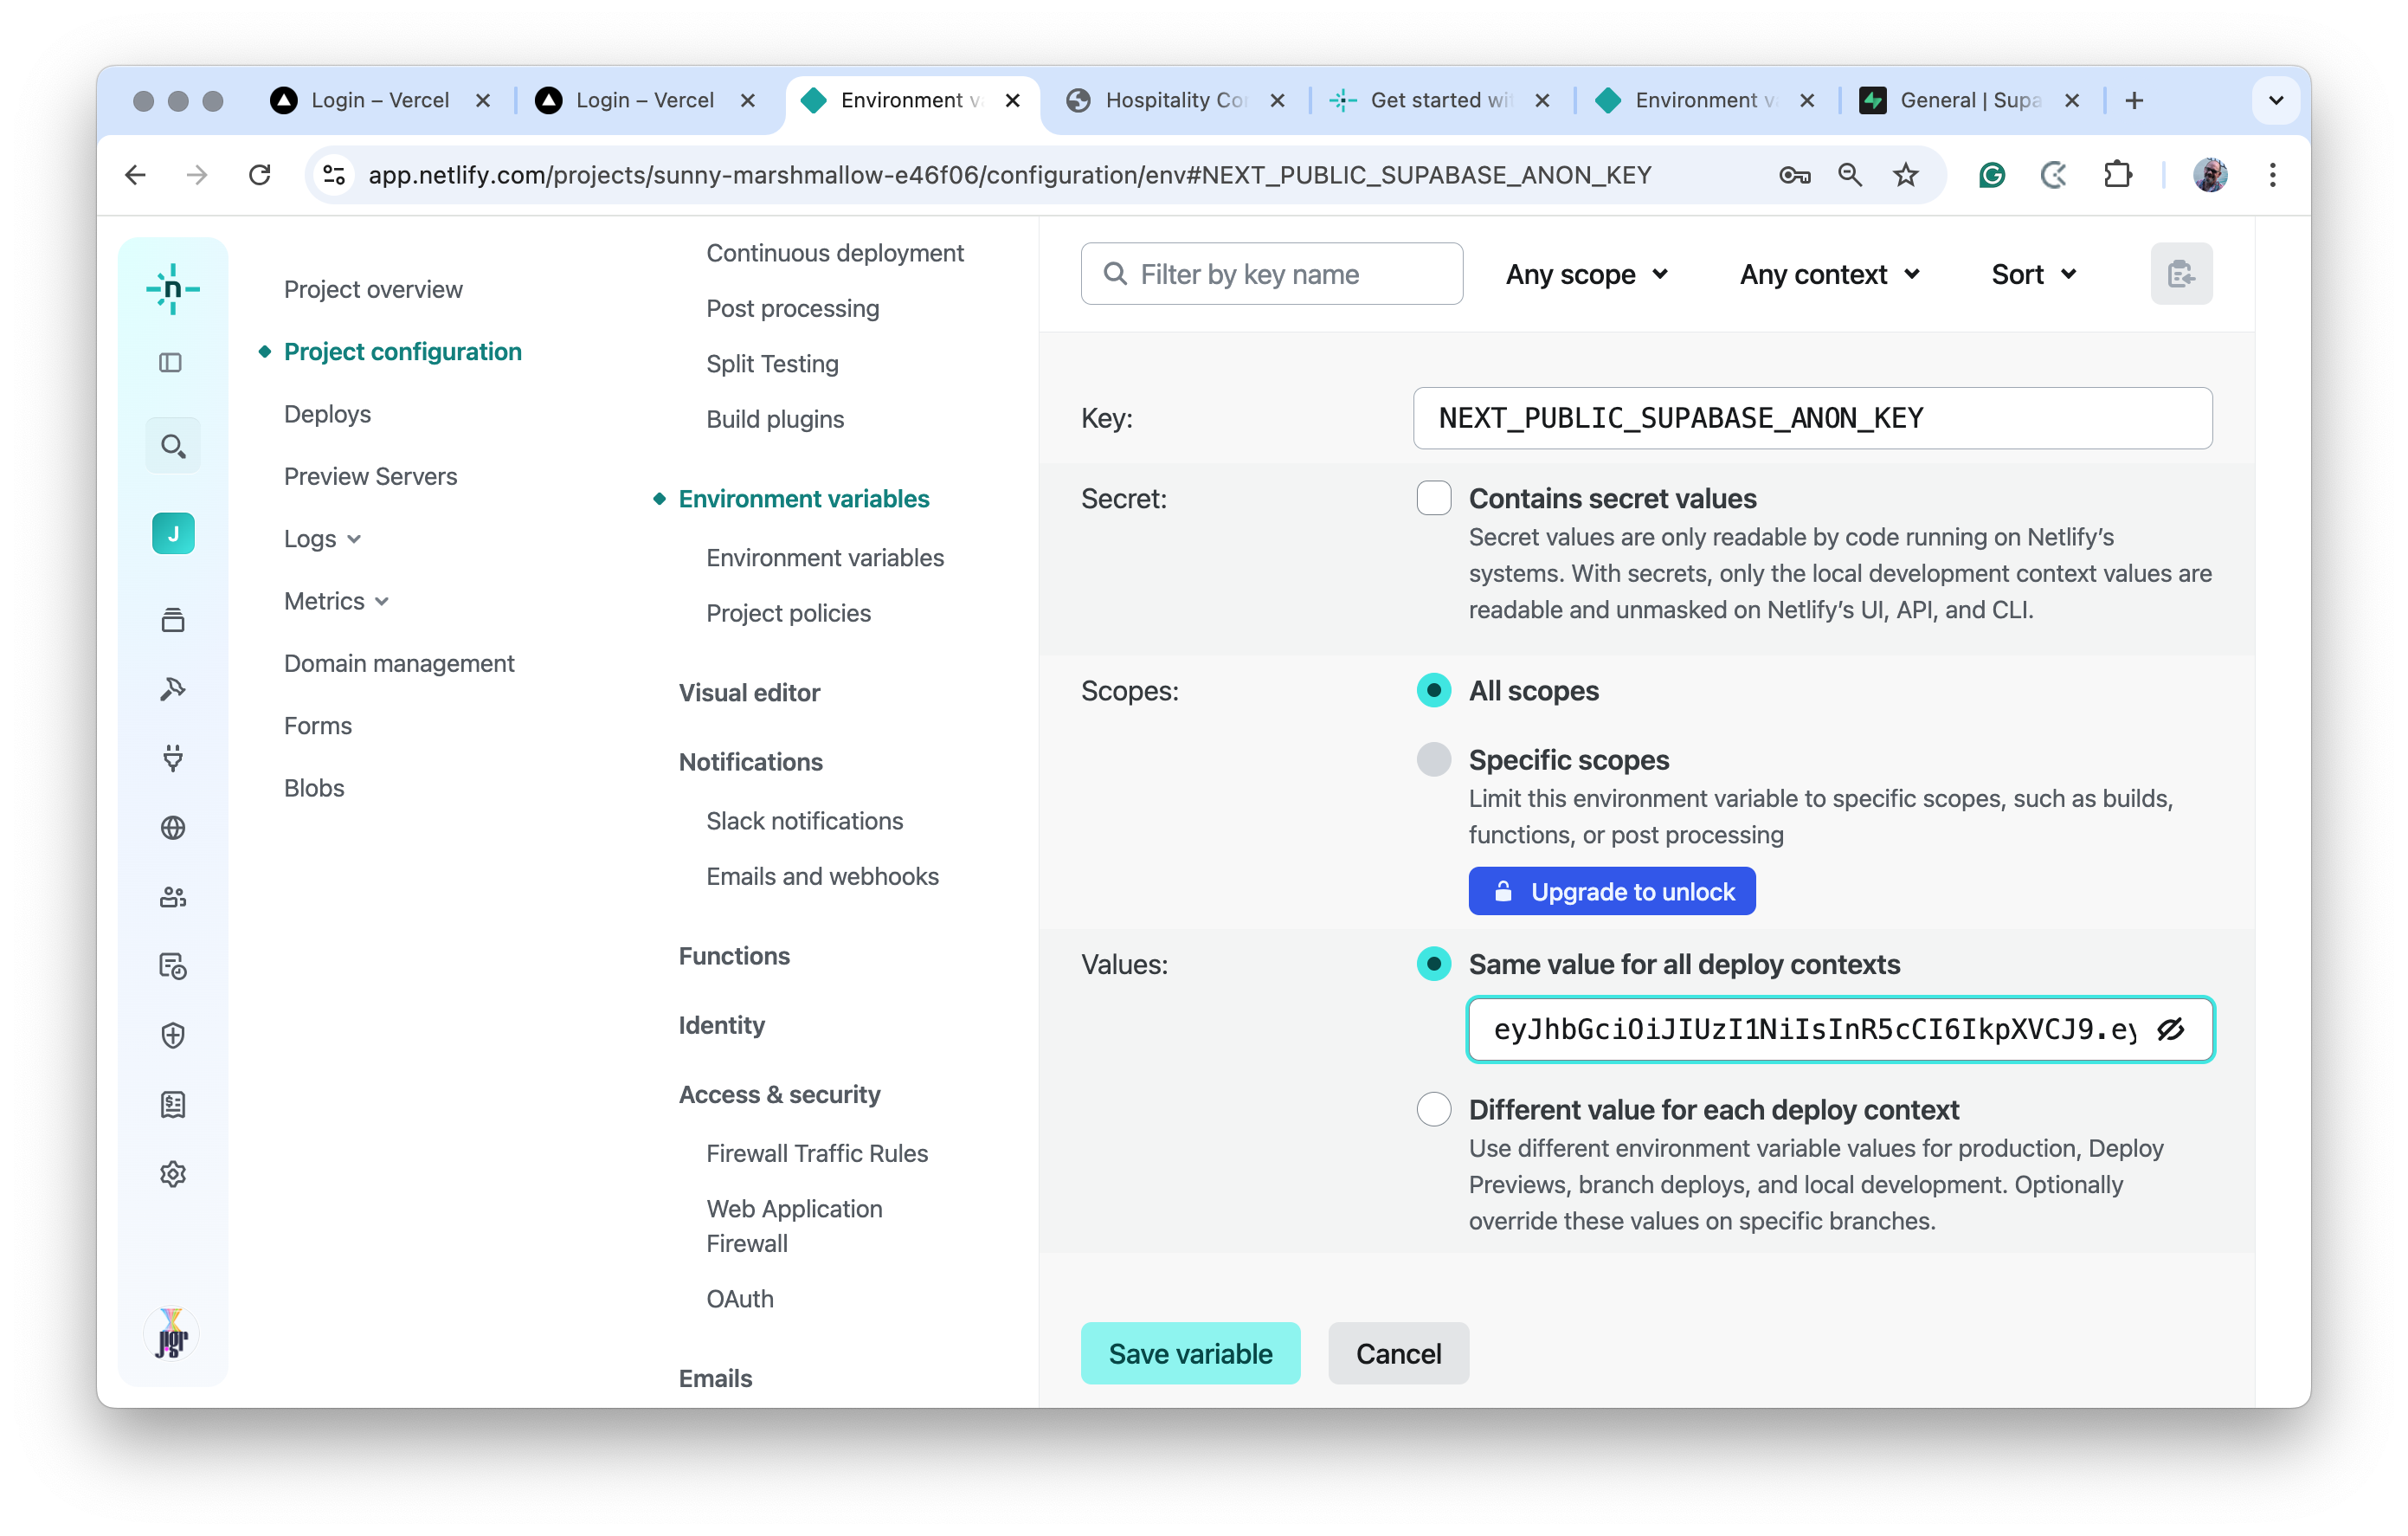 Login – Vercel
Login – Vercel
Environment v
Hospitality Co
Get started wi
Environment v
General | Supa
app.netlify.com/projects/sunny-marshmallow-e46f06/configuration/env#NEXT_PUBLIC_SUPABASE_ANON_KEY
n
J
jigr
Project overview
Project configuration
Deploys
Preview Servers
Logs
Metrics
Domain management
Forms
Blobs
Continuous deployment
Post processing
Split Testing
Build plugins
Environment variables
Environment variables
Project policies
Visual editor
Notifications
Slack notifications
Emails and webhooks
Functions
Identity
Access & security
Firewall Traffic Rules
Web Application
Firewall
OAuth
Emails
Filter by key name
Any scope
Any context
Sort
Key:
NEXT_PUBLIC_SUPABASE_ANON_KEY
Secret:
Contains secret values
Secret values are only readable by code running on Netlify’s
systems. With secrets, only the local development context values are
readable and unmasked on Netlify’s UI, API, and CLI.
Scopes:
All scopes
Specific scopes
Limit this environment variable to specific scopes, such as builds,
functions, or post processing
Upgrade to unlock
Values:
Same value for all deploy contexts
eyJhbGciOiJIUzI1NiIsInR5cCI6IkpXVCJ9.ey
Different value for each deploy context
Use different environment variable values for production, Deploy
Previews, branch deploys, and local development. Optionally
override these values on specific branches.
Save variable
Cancel